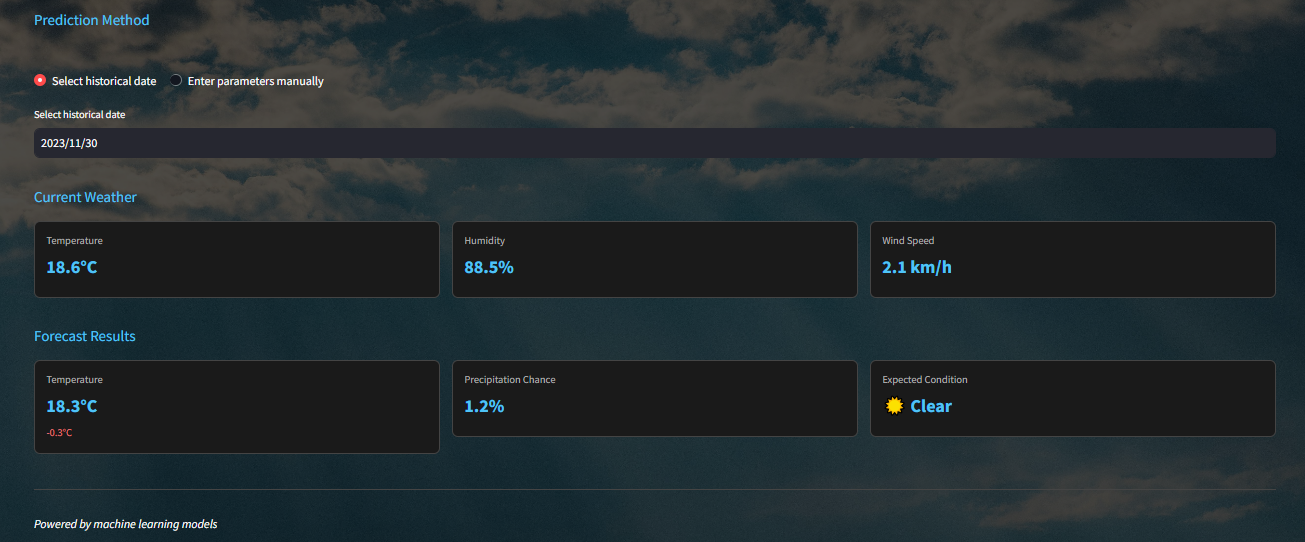 Prediction Method
Select historical date Enter parameters manually
Select historical date
2023/11/30
Current Weather
Temperature Humidity Wind Speed
18.6°C 88.5% 2.1 km/h
Forecast Results
Temperature Precipitation Chance Expected Condition
18.3°C 1.2% Clear
-0.3°C
Powered by machine learning models